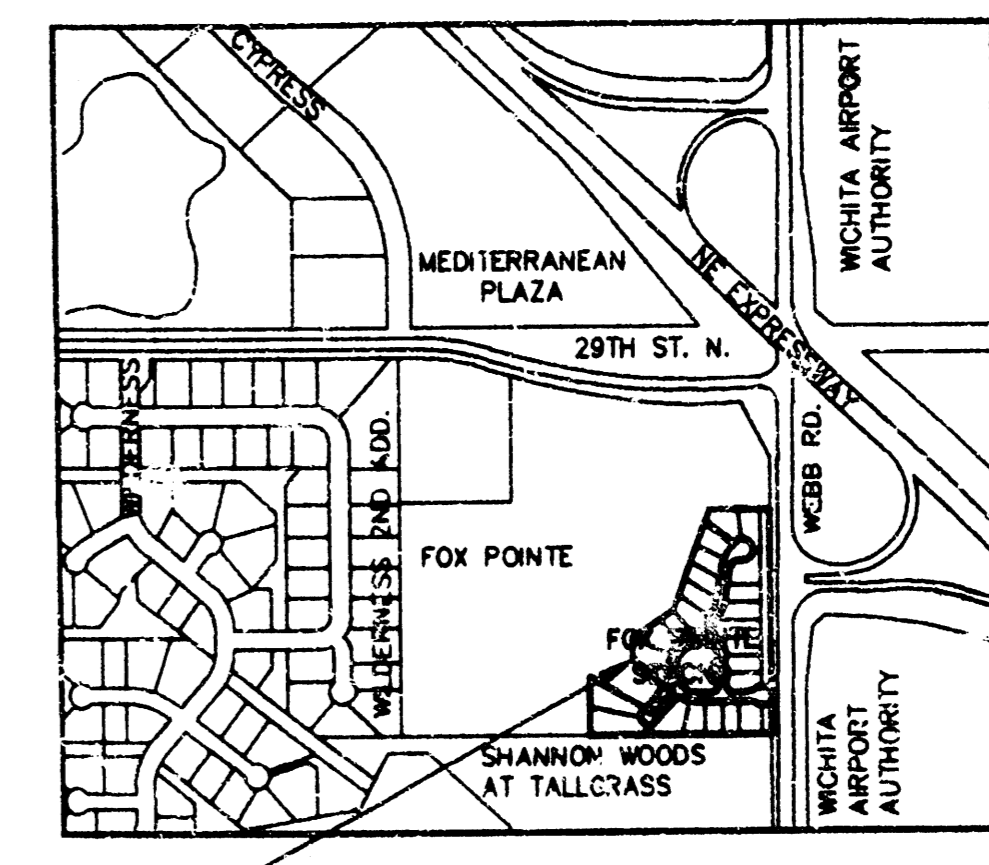 CYPRESS
WICHITA AIRPORT
AUTHORITY
MEDITERRANEAN
PLAZA
NE EXPRESSWAY
29TH ST. N.
WILDERNESS
WILDERNESS 2ND ADD.
WEBB RD.
FOX POINTE
FOX
SHANNON WOODS
AT TALLGRASS
WICHITA
AIRPORT
AUTHORITY